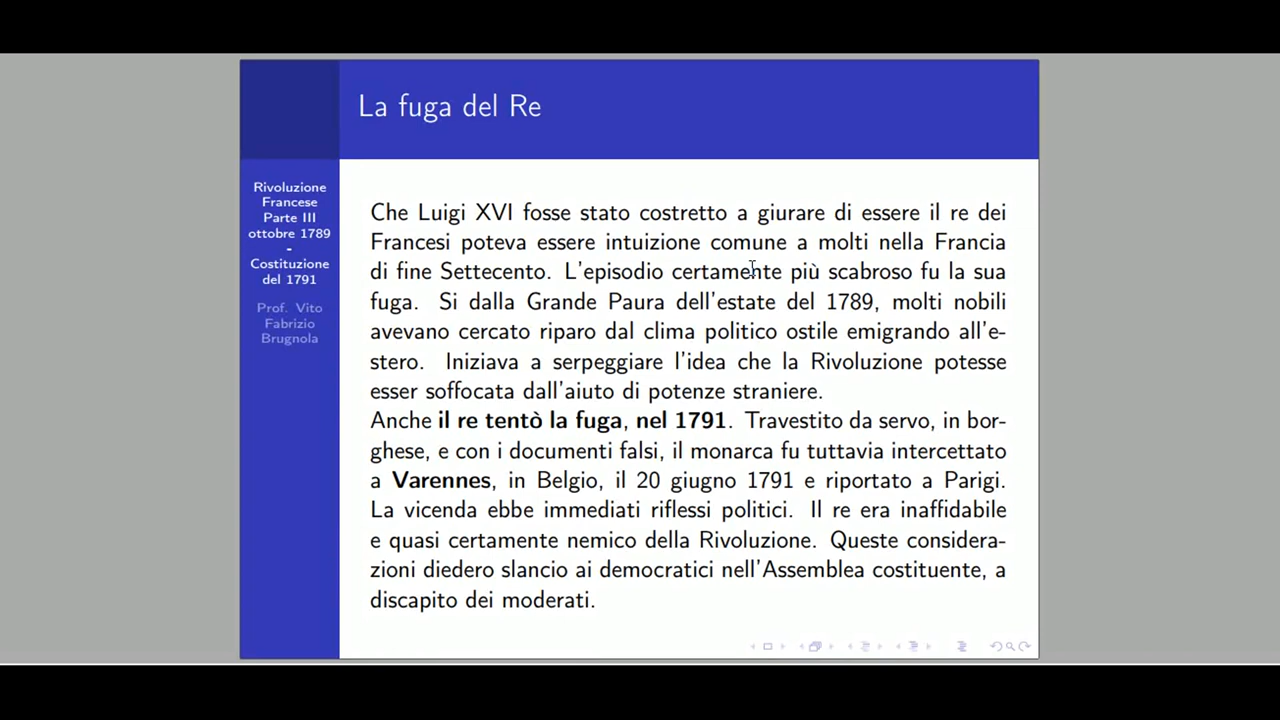 La fuga del Re
Rivoluzione
Francese
Parte III
ottobre 1789
-
Costituzione
del 1791
Prof. Vito
Fabrizio
Brugnola
Che Luigi XVI fosse stato costretto a giurare di essere il re dei
Francesi poteva essere intuizione comune a molti nella Francia
di fine Settecento. L'episodio certamente più scabroso fu la sua
fuga. Si dalla Grande Paura dell'estate del 1789, molti nobili
avevano cercato riparo dal clima politico ostile emigrando all'e-
stero. Iniziava a serpeggiare l'idea che la Rivoluzione potesse
esser soffocata dall'aiuto di potenze straniere.
Anche il re tentò la fuga, nel 1791. Travestito da servo, in bor-
ghese, e con i documenti falsi, il monarca fu tuttavia intercettato
a Varennes, in Belgio, il 20 giugno 1791 e riportato a Parigi.
La vicenda ebbe immediati riflessi politici. Il re era inaffidabile
e quasi certamente nemico della Rivoluzione. Queste considera-
zioni diedero slancio ai democratici nell'Assemblea costituente, a
discapito dei moderati.